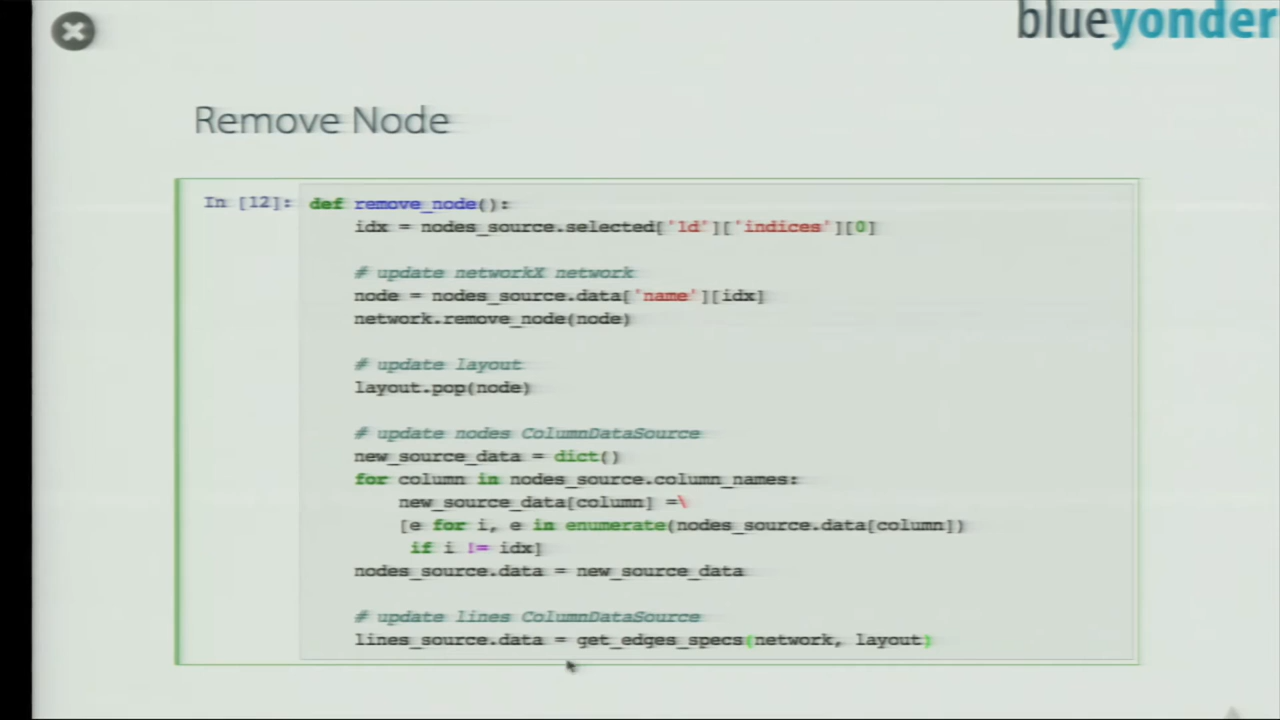 blueyonder
Remove Node
In [12]: def remove_node():
idx = nodes_source.selected['1d']['indices'][0]
# update networkX network
node = nodes_source.data['name'][idx]
network.remove_node(node)
# update layout
layout.pop(node)
# update nodes ColumnDataSource
new_source_data = dict()
for column in nodes_source.column_names:
new_source_data[column] =\
[e for i, e in enumerate(nodes_source.data[column])
if i != idx]
nodes_source.data = new_source_data
# update lines ColumnDataSource
lines_source.data = get_edges_specs(network, layout)